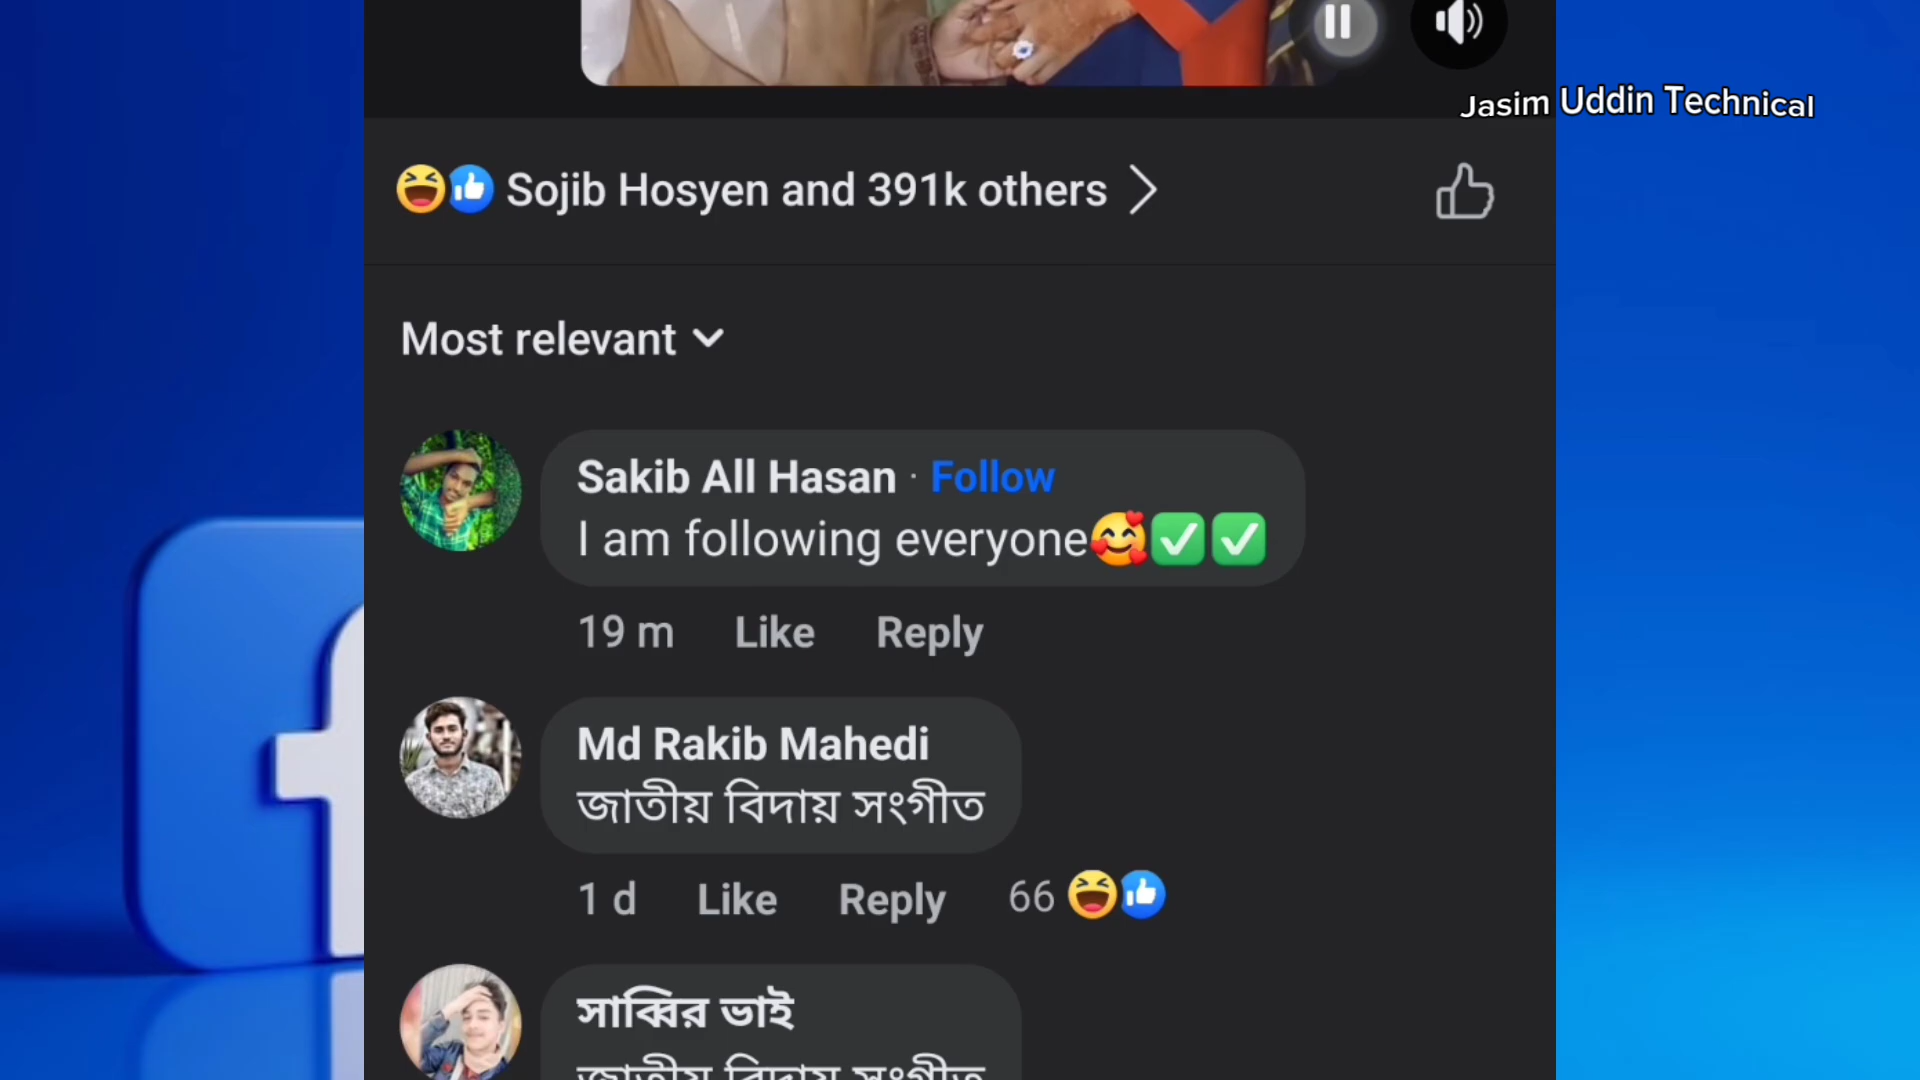 Jasim Uddin Technical
Sojib Hosyen and 391k others
Most relevant
Sakib All Hasan · Follow
I am following everyone🥰✅✅
19 m Like Reply
Md Rakib Mahedi
জাতীয় বিদায় সংগীত
1 d Like Reply 66
সাব্বির ভাই
জাতীয় বিদায় সংগীত